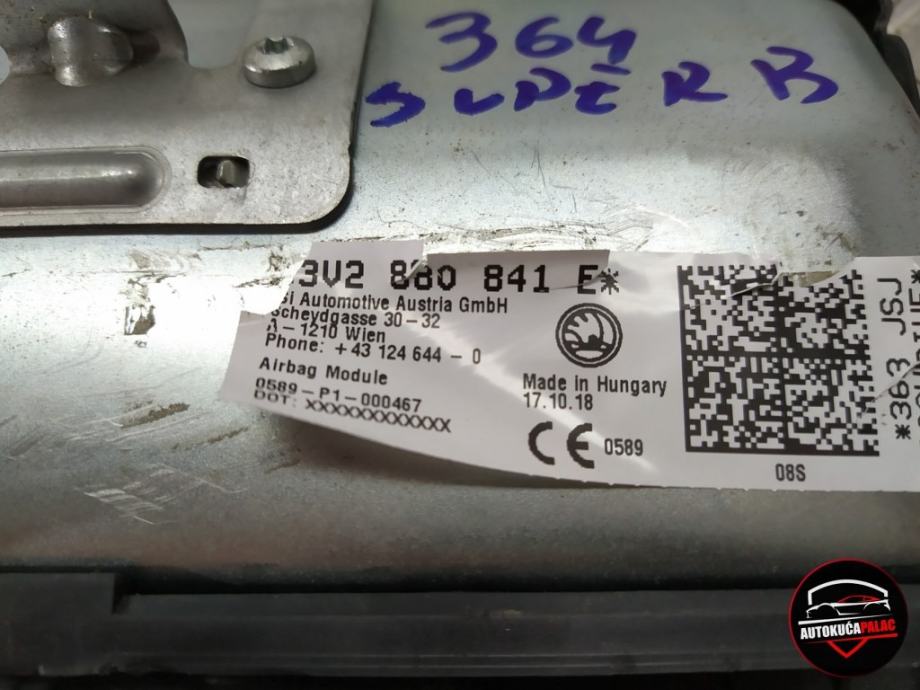 364
SUPERB
3V2 880 841 E*
Automotive Austria GmbH
Scheydgasse 30-32
A-1210 Wien
Phone: +43 124 644-0
Airbag Module
0589-P1-000467
DOT: XXXXXXXXXXXXX
Made in Hungary
17.10.18
CE 0589
08S
*363 JSJ
AUTOKUĆA PALAC